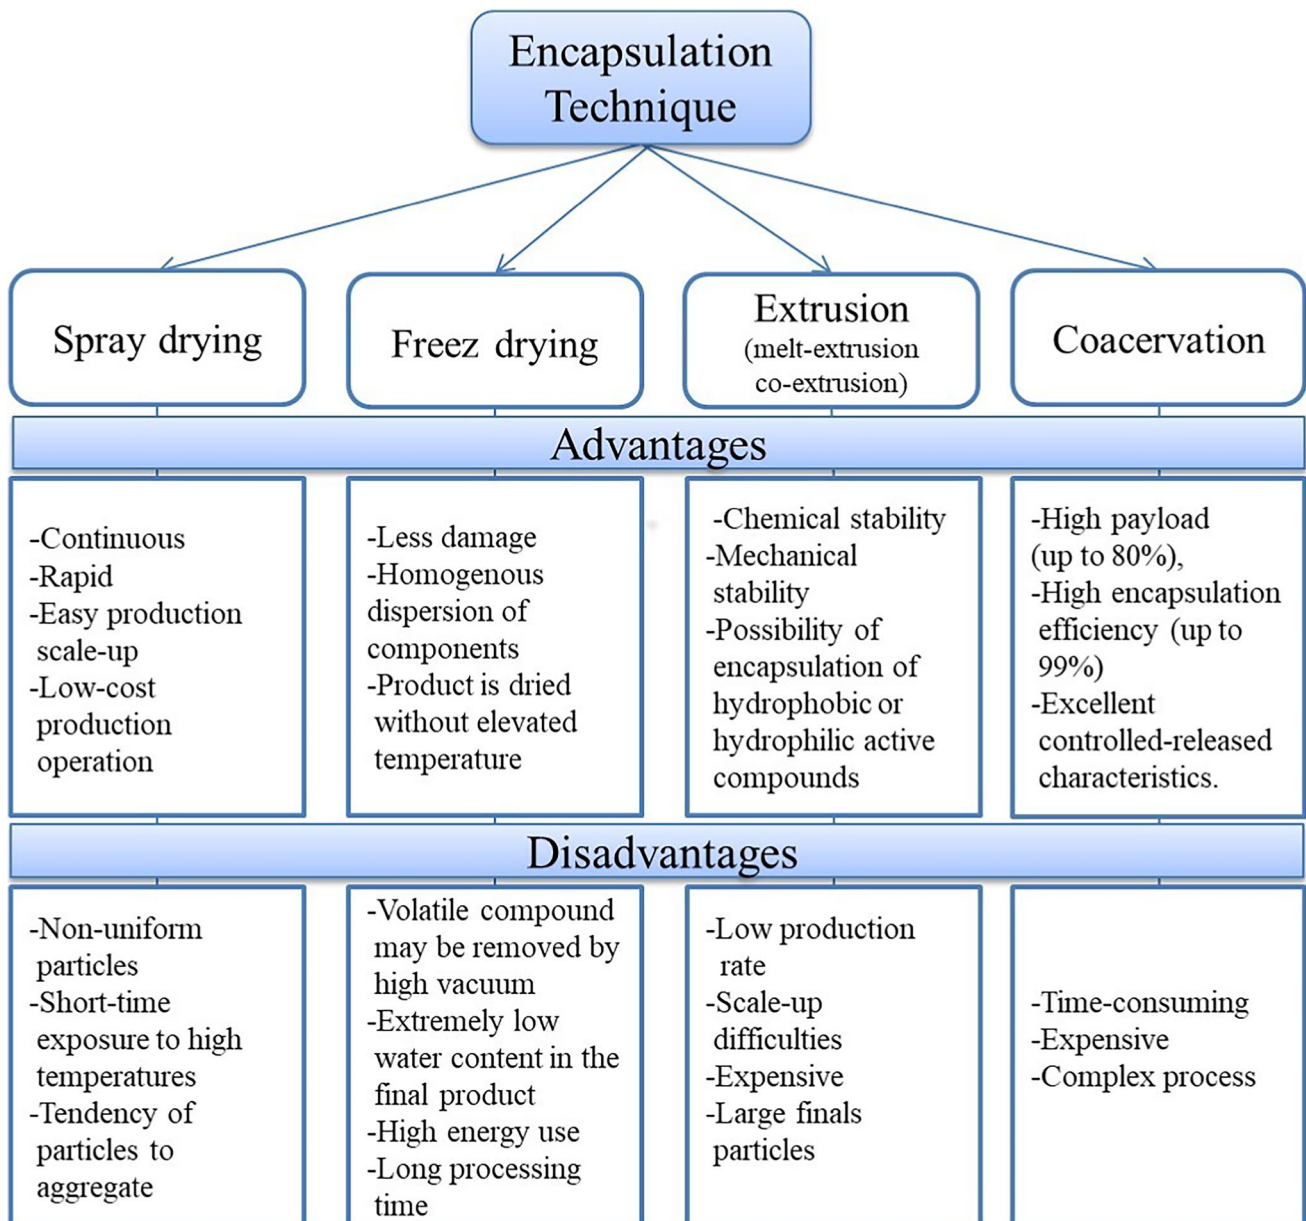 Encapsulation
Technique
Spray drying
Freez drying
Extrusion
(melt-extrusion
co-extrusion)
Coacervation
Advantages
-Continuous
-Rapid
-Easy production
scale-up
-Low-cost
production
operation
-Less damage
-Homogenous
dispersion of
components
-Product is dried
without elevated
temperature
-Chemical stability
-Mechanical
stability
-Possibility of
encapsulation of
hydrophobic or
hydrophilic active
compounds
-High payload
(up to 80%),
-High encapsulation
efficiency (up to
99%)
-Excellent
controlled-released
characteristics.
Disadvantages
-Non-uniform
particles
-Short-time
exposure to high
temperatures
-Tendency of
particles to
aggregate
-Volatile compound
may be removed by
high vacuum
-Extremely low
water content in the
final product
-High energy use
-Long processing
time
-Low production
rate
-Scale-up
difficulties
-Expensive
-Large finals
particles
-Time-consuming
-Expensive
-Complex process